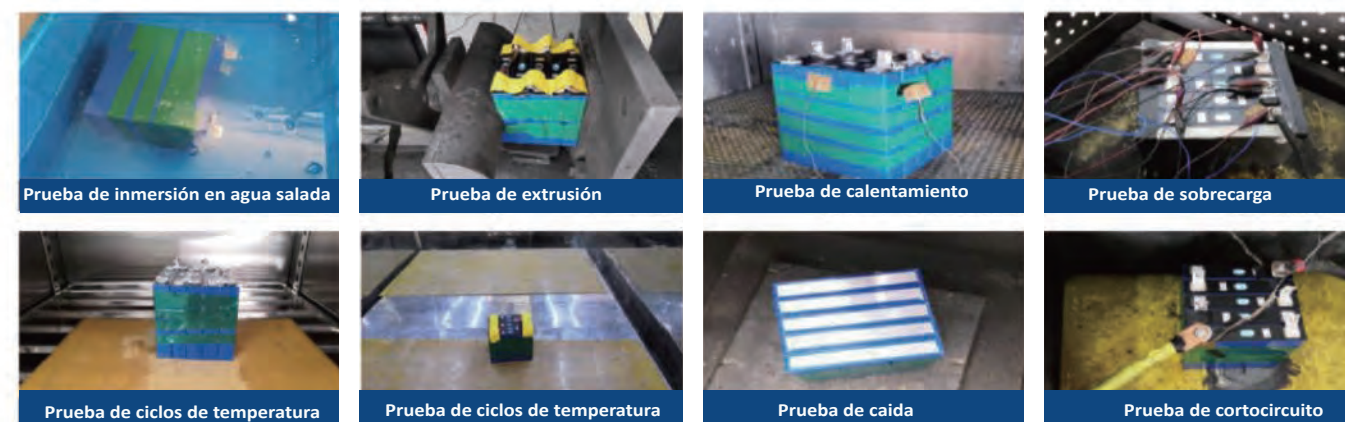 Prueba de inmersión en agua salada
Prueba de extrusión
Prueba de calentamiento
Prueba de sobrecarga
Prueba de ciclos de temperatura
Prueba de ciclos de temperatura
Prueba de caida
Prueba de cortocircuito